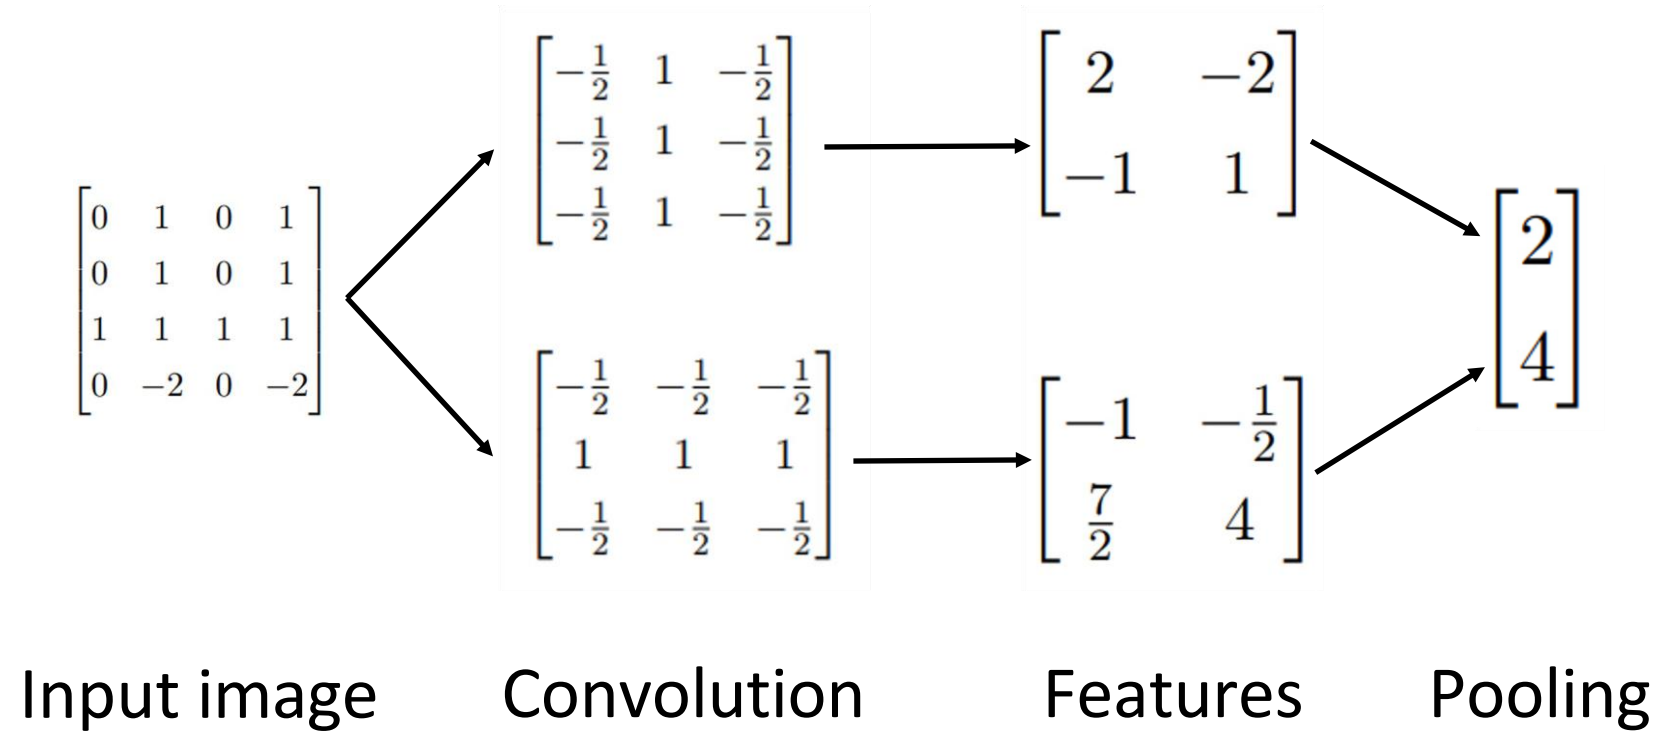 0 1 0 1
0 1 0 1
1 1 1 1
0 −2 0 −2
−1/2 1 −1/2
−1/2 1 −1/2
−1/2 1 −1/2
−1/2 −1/2 −1/2
1 1 1
−1/2 −1/2 −1/2
2 −2
−1 1
−1 −1/2
7/2 4
2
4
Input image
Convolution
Features
Pooling